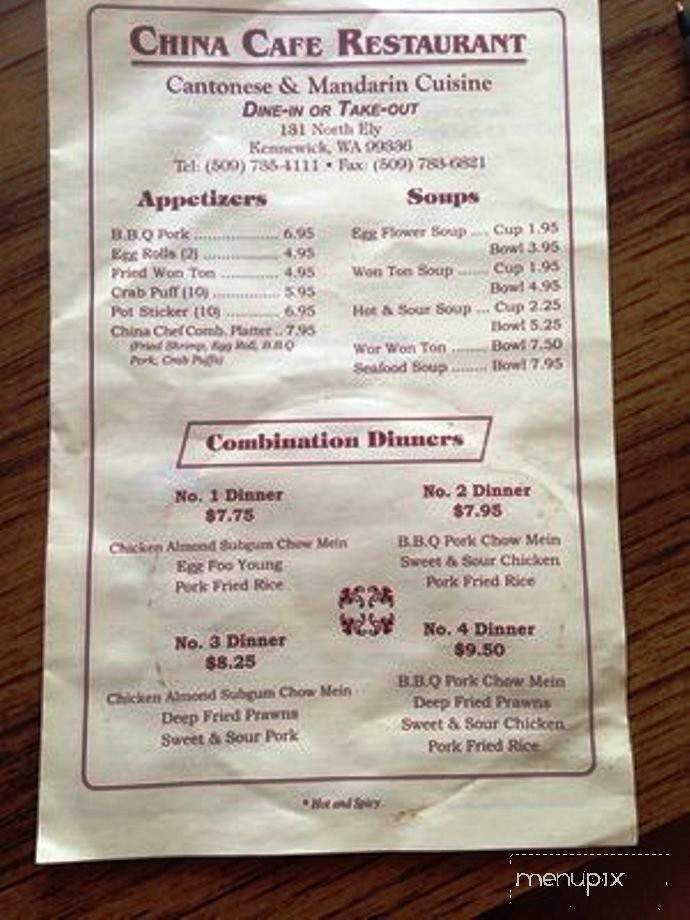 CHINA CAFE RESTAURANT
Cantonese & Mandarin Cuisine
DINE-IN OR TAKE-OUT
131 North Ely
Kennewick, WA 99336
Tel: (509) 735-4111 • Fax: (509) 783-6821
Appetizers
B.B.Q Pork .................... 6.95
Egg Rolls (2) .................... 4.95
Fried Won Ton .............. 4.95
Crab Puff (10) ................ 5.95
Pot Sticker (10) .............. 6.95
China Chef Comb. Platter .. 7.95
(Fried Shrimp, Egg Roll, B.B.Q
Pork, Crab Puffs)
Soups
Egg Flower Soup .... Cup 1.95
Bowl 3.95
Won Ton Soup ....... Cup 1.95
Bowl 4.95
Hot & Sour Soup ... Cup 2.25
Bowl 5.25
Wor Won Ton ........ Bowl 7.50
Seafood Soup ........ Bowl 7.95
Combination Dinners
No. 1 Dinner
$7.75
Chicken Almond Subgum Chow Mein
Egg Foo Young
Pork Fried Rice
No. 2 Dinner
$7.95
B.B.Q Pork Chow Mein
Sweet & Sour Chicken
Pork Fried Rice
No. 3 Dinner
$8.25
Chicken Almond Subgum Chow Mein
Deep Fried Prawns
Sweet & Sour Pork
No. 4 Dinner
$9.50
B.B.Q Pork Chow Mein
Deep Fried Prawns
Sweet & Sour Chicken
Pork Fried Rice
* Hot and Spicy
menupix